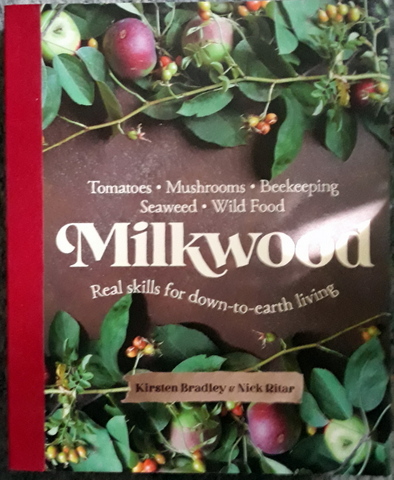 Tomatoes • Mushrooms • Beekeeping
Seaweed • Wild Food
Milkwood
Real skills for down-to-earth living
Kirsten Bradley & Nick Ritar